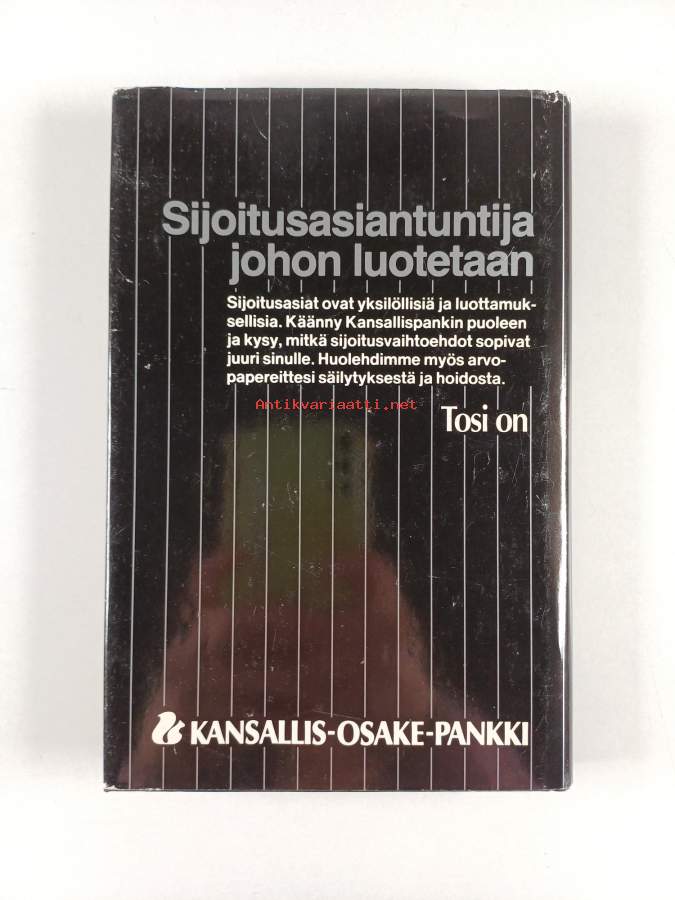 Sijoitusasiantuntija
johon luotetaan
Sijoitusasiat ovat yksilöllisiä ja luottamuk-
sellisia. Käänny Kansallispankin puoleen
ja kysy, mitkä sijoitusvaihtoehdot sopivat
juuri sinulle. Huolehdimme myös arvo-
papereittesi säilytyksestä ja hoidosta.
Antikvariaatti.net
Tosi on
KANSALLIS-OSAKE-PANKKI